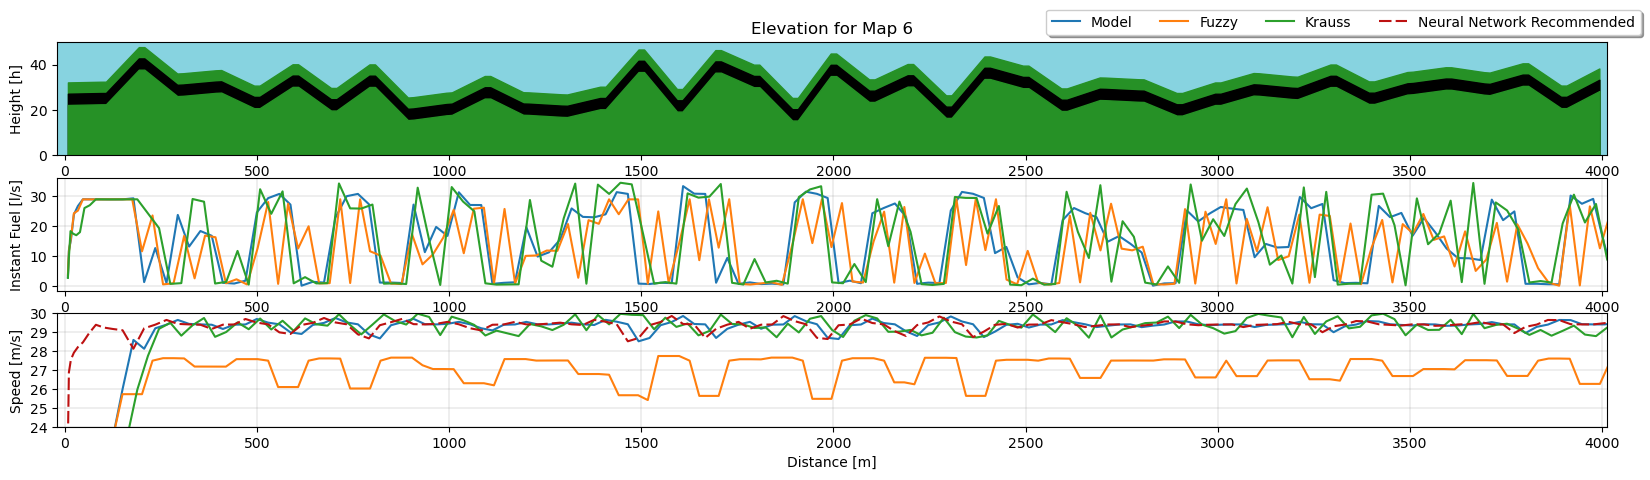 Model Fuzzy Krauss Neural Network Recommended
Elevation for Map 6
Height [h]
40
20
0
0 500 1000 1500 2000 2500 3000 3500 4000
Instant Fuel [l/s]
30
20
10
0
0 500 1000 1500 2000 2500 3000 3500 4000
Speed [m/s]
30
29
28
27
26
25
24
0 500 1000 1500 2000 2500 3000 3500 4000
Distance [m]